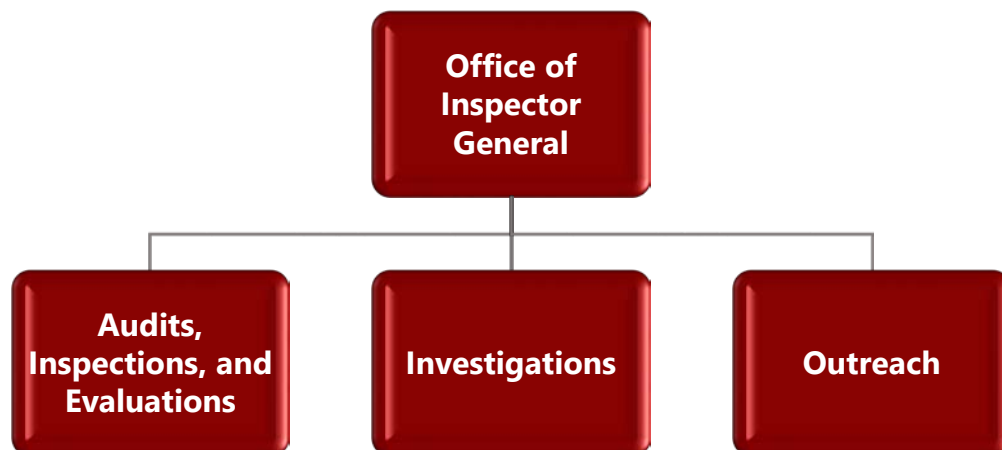 Office of
Inspector
General
Audits,
Inspections, and
Evaluations
Investigations
Outreach